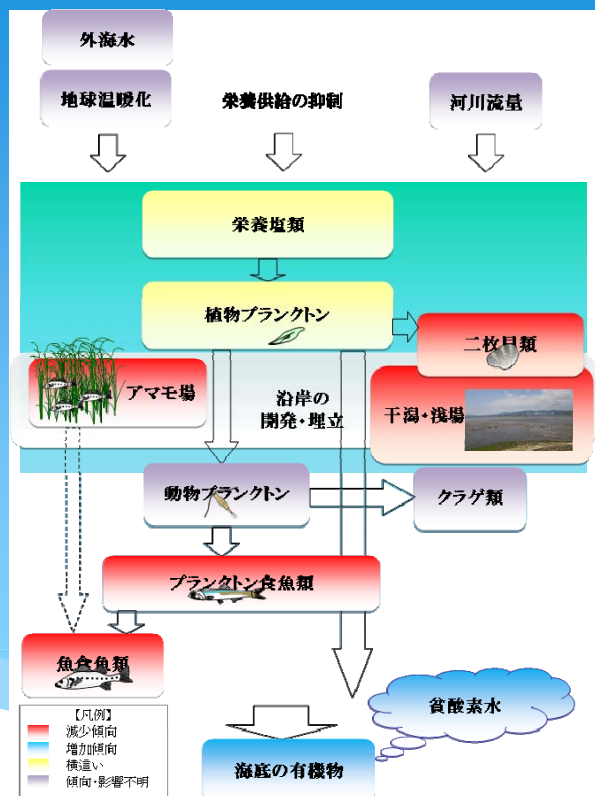 外海水
地球温暖化
栄養供給の抑制
河川流量
栄養塩類
植物プランクトン
二枚貝類
アマモ場
沿岸の
開発・埋立
干潟・浅場
動物プランクトン
クラゲ類
プランクトン食魚類
魚食魚類
貧酸素水
海底の有機物
【凡例】
減少傾向
増加傾向
横這い
傾向・影響不明